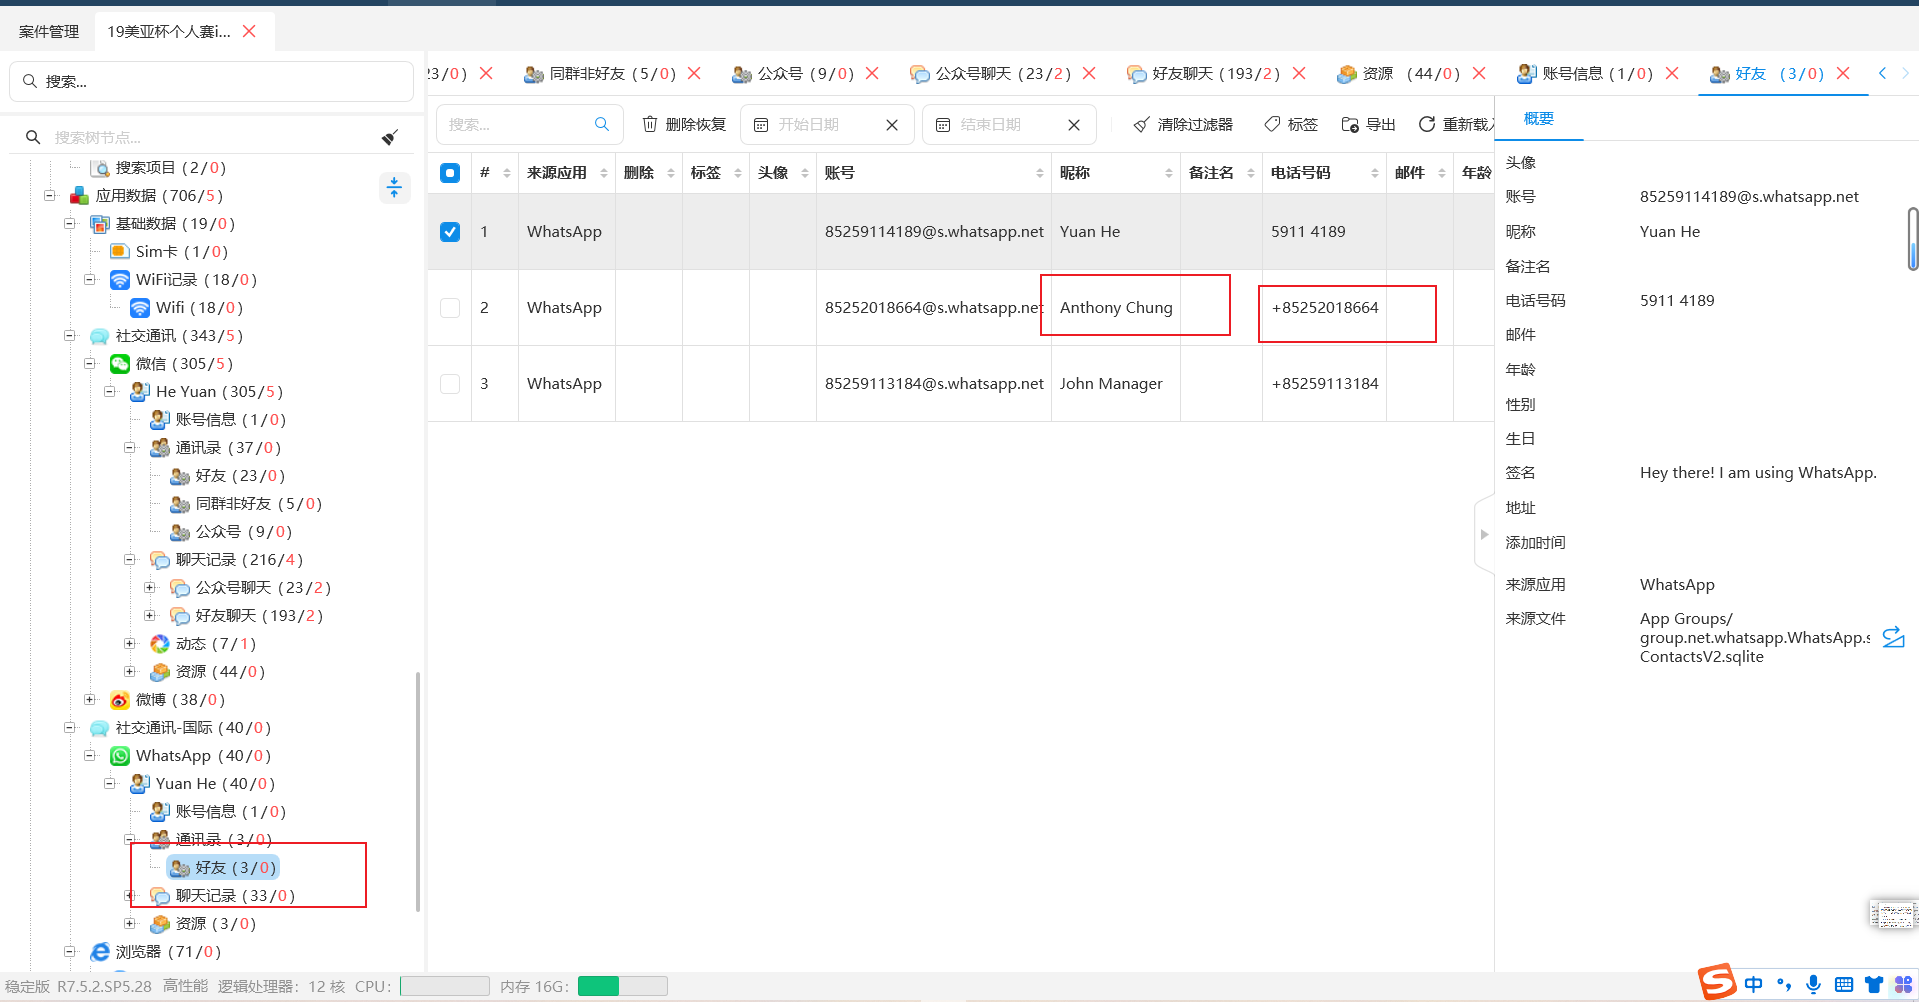 案件管理
19美亚杯个人赛i...
搜索...
搜索树节点...
搜索项目 (2/0)
应用数据 (706/5)
基础数据 (19/0)
Sim卡 (1/0)
WiFi记录 (18/0)
Wifi (18/0)
社交通讯 (343/5)
微信 (305/5)
He Yuan (305/5)
账号信息 (1/0)
通讯录 (37/0)
好友 (23/0)
同群非好友 (5/0)
公众号 (9/0)
聊天记录 (216/4)
公众号聊天 (23/2)
好友聊天 (193/2)
动态 (7/1)
资源 (44/0)
微博 (38/0)
社交通讯-国际 (40/0)
WhatsApp (40/0)
Yuan He (40/0)
账号信息 (1/0)
通讯录 (3/0)
好友 (3/0)
聊天记录 (33/0)
资源 (3/0)
浏览器 (71/0)
23/0) 同群非好友 (5/0) 公众号 (9/0) 公众号聊天 (23/2) 好友聊天 (193/2) 资源 (44/0) 账号信息 (1/0) 好友 (3/0)
搜索... 删除恢复 开始日期 结束日期 清除过滤器 标签 导出 重新载入
# 来源应用 删除 标签 头像 账号 昵称 备注名 电话号码 邮件 年龄
1 WhatsApp 85259114189@s.whatsapp.net Yuan He 5911 4189
2 WhatsApp 85252018664@s.whatsapp.net Anthony Chung +85252018664
3 WhatsApp 85259113184@s.whatsapp.net John Manager +85259113184
概要
头像
账号 85259114189@s.whatsapp.net
昵称 Yuan He
备注名
电话号码 5911 4189
邮件
年龄
性别
生日
签名 Hey there! I am using WhatsApp.
地址
添加时间
来源应用 WhatsApp
来源文件 App Groups/
group.net.whatsapp.WhatsApp.s
ContactsV2.sqlite
稳定版 R7.5.2.SP5.28 高性能 逻辑处理器: 12 核 CPU: 内存 16G:
中